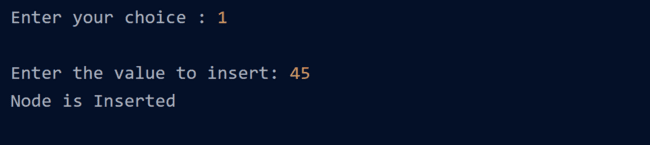 Enter your choice : 1
Enter the value to insert: 45
Node is Inserted